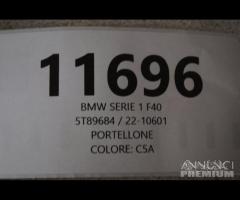 11696
BMW SERIE 1 F40
5T89684 / 22-10601
PORTELLONE
COLORE: C5A
ANNUNCI
PREMIUM